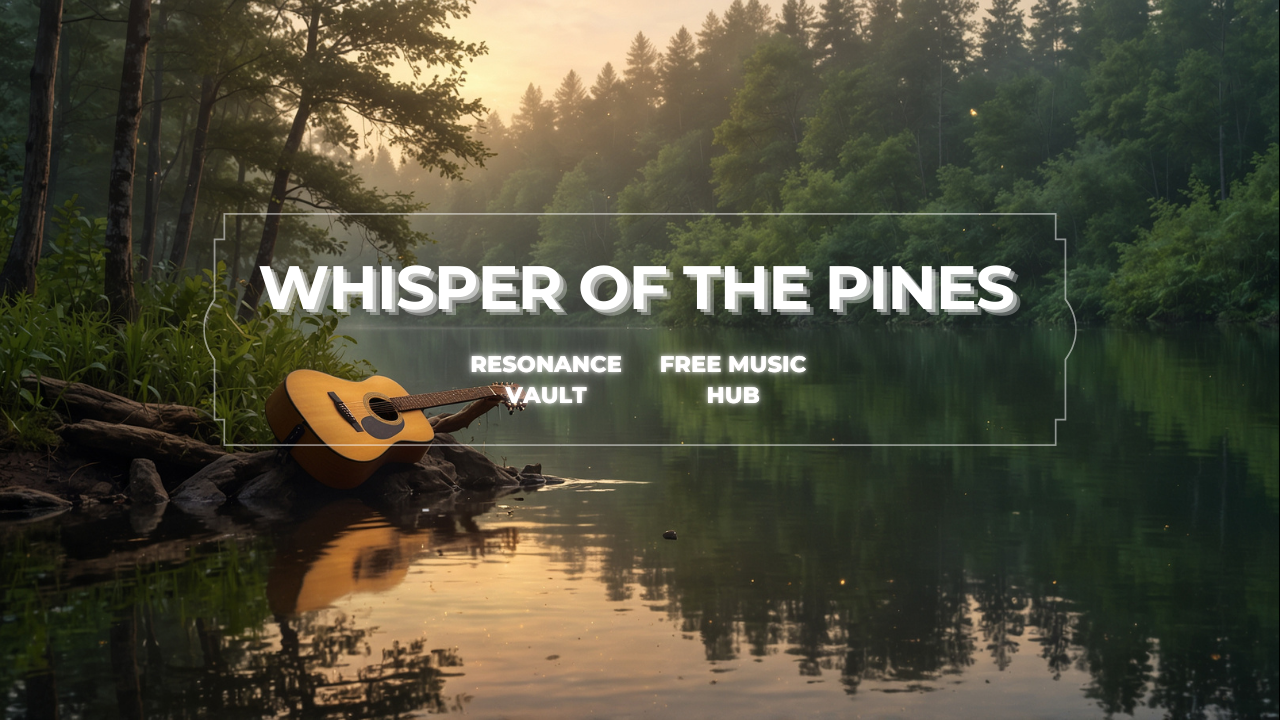 WHISPER OF THE PINES
RESONANCE
VAULT
FREE MUSIC
HUB